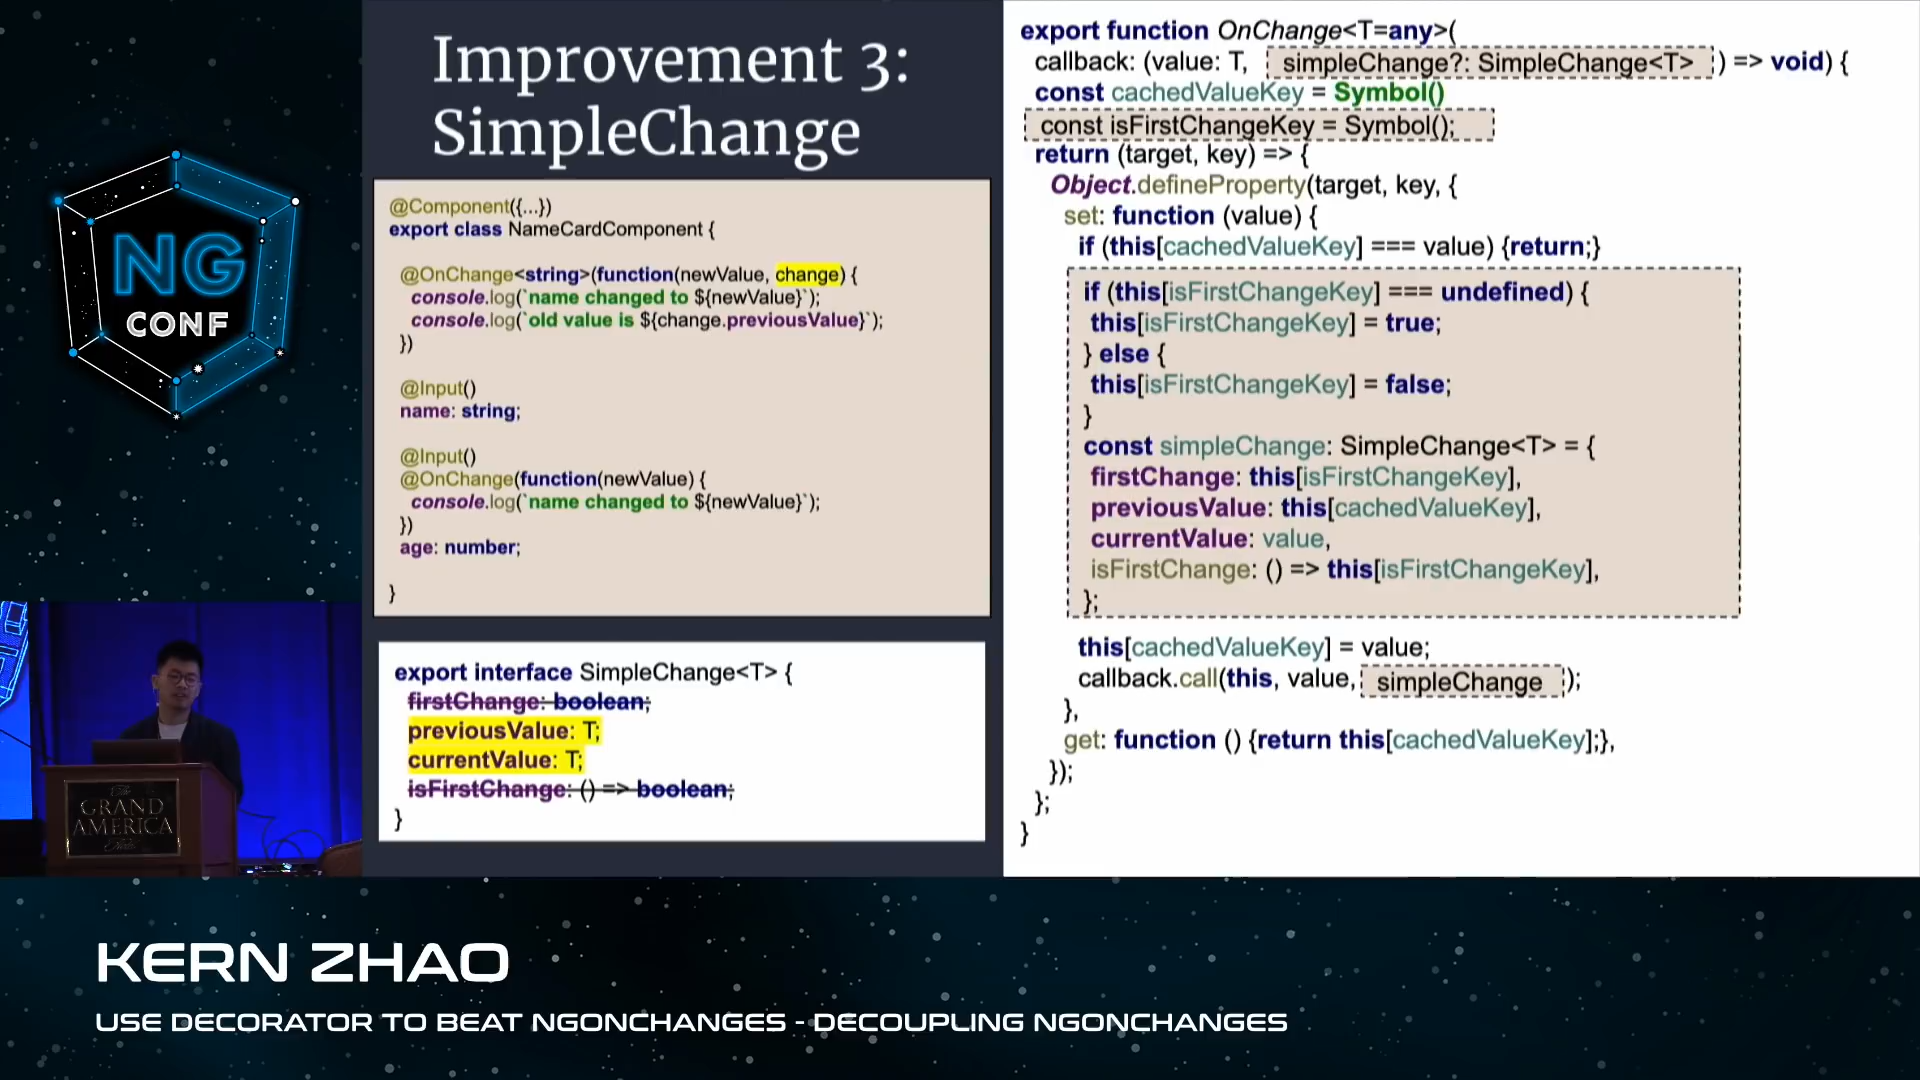 NG
CONF
Improvement 3:
SimpleChange
@Component({...})
export class NameCardComponent {
@OnChange<string>(function(newValue, change) {
console.log(`name changed to ${newValue}`);
console.log(`old value is ${change.previousValue}`);
})
@Input()
name: string;
@Input()
@OnChange(function(newValue) {
console.log(`name changed to ${newValue}`);
})
age: number;
}
export interface SimpleChange<T> {
firstChange: boolean;
previousValue: T;
currentValue: T;
isFirstChange: () => boolean;
}
export function OnChange<T=any>(
callback: (value: T, simpleChange?: SimpleChange<T> ) => void) {
const cachedValueKey = Symbol()
const isFirstChangeKey = Symbol();
return (target, key) => {
Object.defineProperty(target, key, {
set: function (value) {
if (this[cachedValueKey] === value) {return;}
if (this[isFirstChangeKey] === undefined) {
this[isFirstChangeKey] = true;
} else {
this[isFirstChangeKey] = false;
}
const simpleChange: SimpleChange<T> = {
firstChange: this[isFirstChangeKey],
previousValue: this[cachedValueKey],
currentValue: value,
isFirstChange: () => this[isFirstChangeKey],
};
this[cachedValueKey] = value;
callback.call(this, value, simpleChange );
},
get: function () {return this[cachedValueKey];},
});
};
}
GRAND
AMERICA
KERN ZHAO
USE DECORATOR TO BEAT NGONCHANGES - DECOUPLING NGONCHANGES